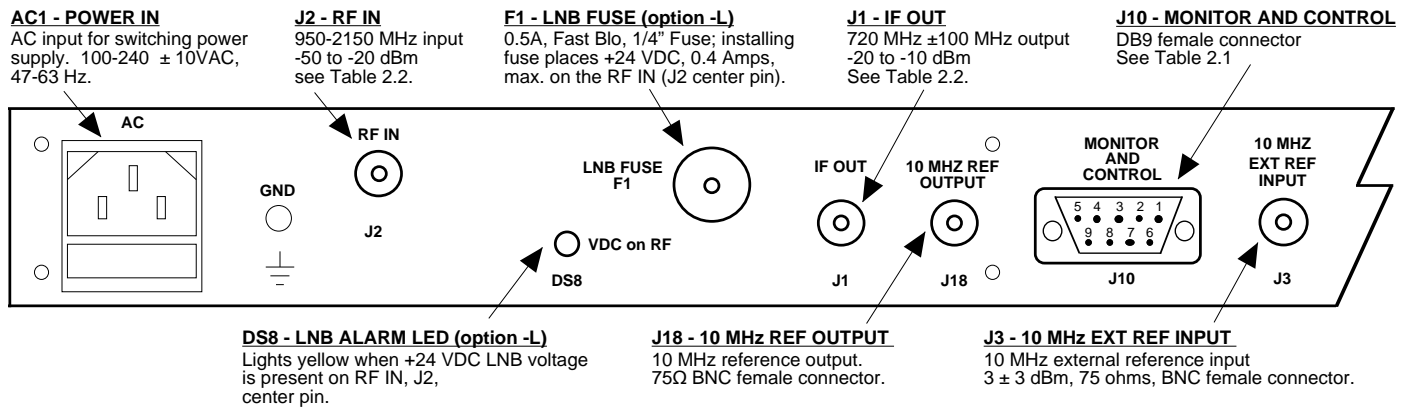 AC1 - POWER IN
AC input for switching power
supply. 100-240 ± 10VAC,
47-63 Hz.
J2 - RF IN
950-2150 MHz input
-50 to -20 dBm
see Table 2.2.
F1 - LNB FUSE (option -L)
0.5A, Fast Blo, 1/4” Fuse; installing
fuse places +24 VDC, 0.4 Amps,
max. on the RF IN (J2 center pin).
J1 - IF OUT
720 MHz ±100 MHz output
-20 to -10 dBm
See Table 2.2.
J10 - MONITOR AND CONTROL
DB9 female connector
See Table 2.1
AC
GND
RF IN
J2
LNB FUSE
F1
VDC on RF
DS8
IF OUT
J1
10 MHZ REF
OUTPUT
J18
MONITOR
AND
CONTROL
5 4 3 2 1
9 8 7 6
J10
10 MHZ
EXT REF
INPUT
J3
DS8 - LNB ALARM LED (option -L)
Lights yellow when +24 VDC LNB voltage
is present on RF IN, J2,
center pin.
J18 - 10 MHz REF OUTPUT
10 MHz reference output.
75Ω BNC female connector.
J3 - 10 MHz EXT REF INPUT
10 MHz external reference input
3 ± 3 dBm, 75 ohms, BNC female connector.